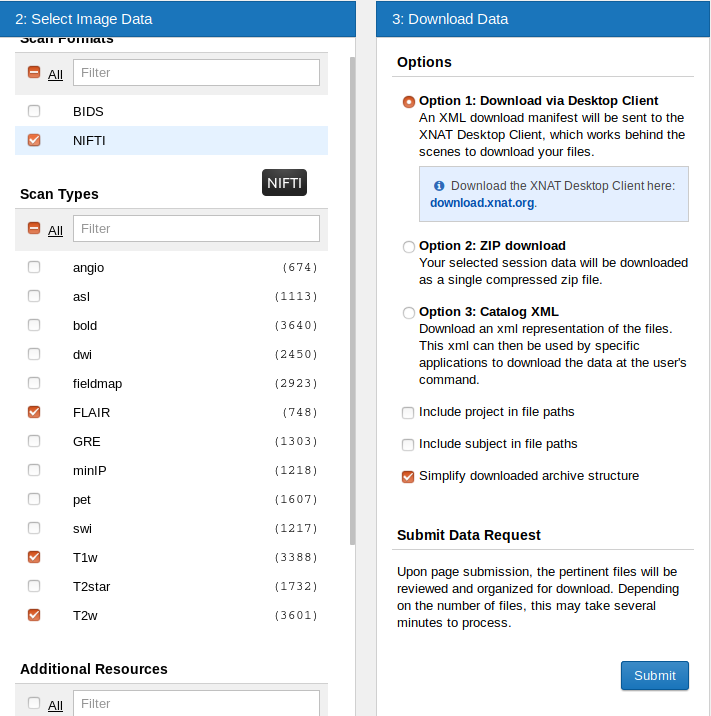 2: Select Image Data
Scan Formats
All
Filter
BIDS
NIFTI
NIFTI
Scan Types
All
Filter
angio (674)
asl (1113)
bold (3640)
dwi (2450)
fieldmap (2923)
FLAIR (748)
GRE (1303)
minIP (1218)
pet (1607)
swi (1217)
T1w (3388)
T2star (1732)
T2w (3601)
Additional Resources
All
Filter
3: Download Data
Options
Option 1: Download via Desktop Client
An XML download manifest will be sent to the
XNAT Desktop Client, which works behind the
scenes to download your files.
Download the XNAT Desktop Client here:
download.xnat.org.
Option 2: ZIP download
Your selected session data will be downloaded
as a single compressed zip file.
Option 3: Catalog XML
Download an xml representation of the files.
This xml can then be used by specific
applications to download the data at the user's
command.
Include project in file paths
Include subject in file paths
Simplify downloaded archive structure
Submit Data Request
Upon page submission, the pertinent files will be
reviewed and organized for download. Depending
on the number of files, this may take several
minutes to process.
Submit